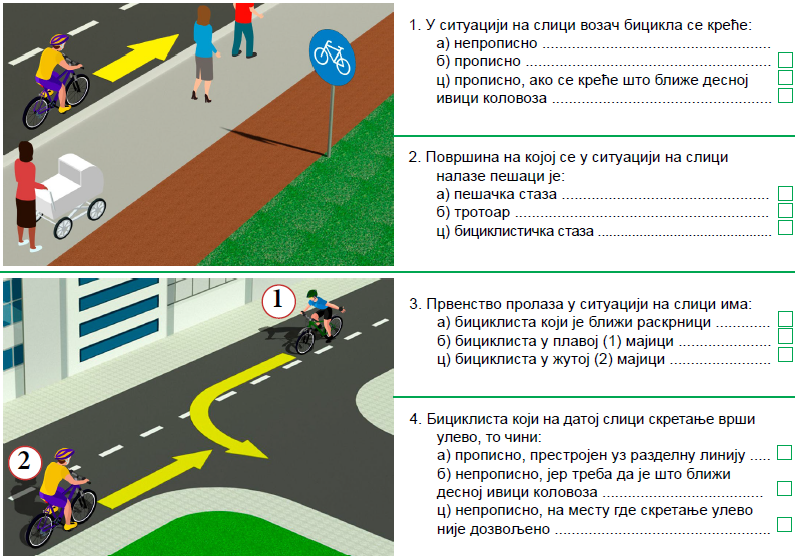 1. У ситуацији на слици возач бицикла се креће:
а) непрописно ........................................................
б) прописно ............................................................
ц) прописно, ако се креће што ближе десној
ивици коловоза ......................................................
2. Површина на којој се у ситуацији на слици
налазе пешаци је:
а) пешачка стаза ....................................................
б) тротоар ...............................................................
ц) бициклистичка стаза ..........................................
1
2
3. Првенство пролаза у ситуацији на слици има:
а) бициклиста који је ближи раскрници .............
б) бициклиста у плавој (1) мајици ......................
ц) бициклиста у жутој (2) мајици ........................
4. Бициклиста који на датој слици скретање врши
улево, то чини:
а) прописно, престројен уз разделну линију .....
б) непрописно, јер треба да је што ближи
десној ивици коловоза ......................................
ц) непрописно, на месту где скретање улево
није дозвољено ....................................................